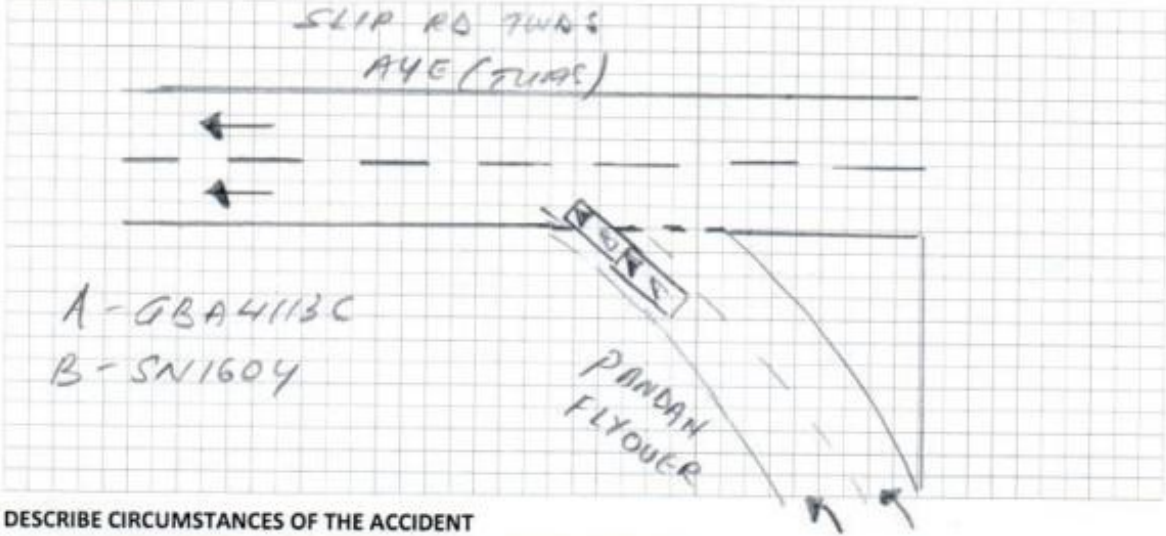 SLIP RD TWDS
AYE (TUAS)
B
A
A - GBA4113C
B - SN1604
PANDAN
FLYOVER
DESCRIBE CIRCUMSTANCES OF THE ACCIDENT